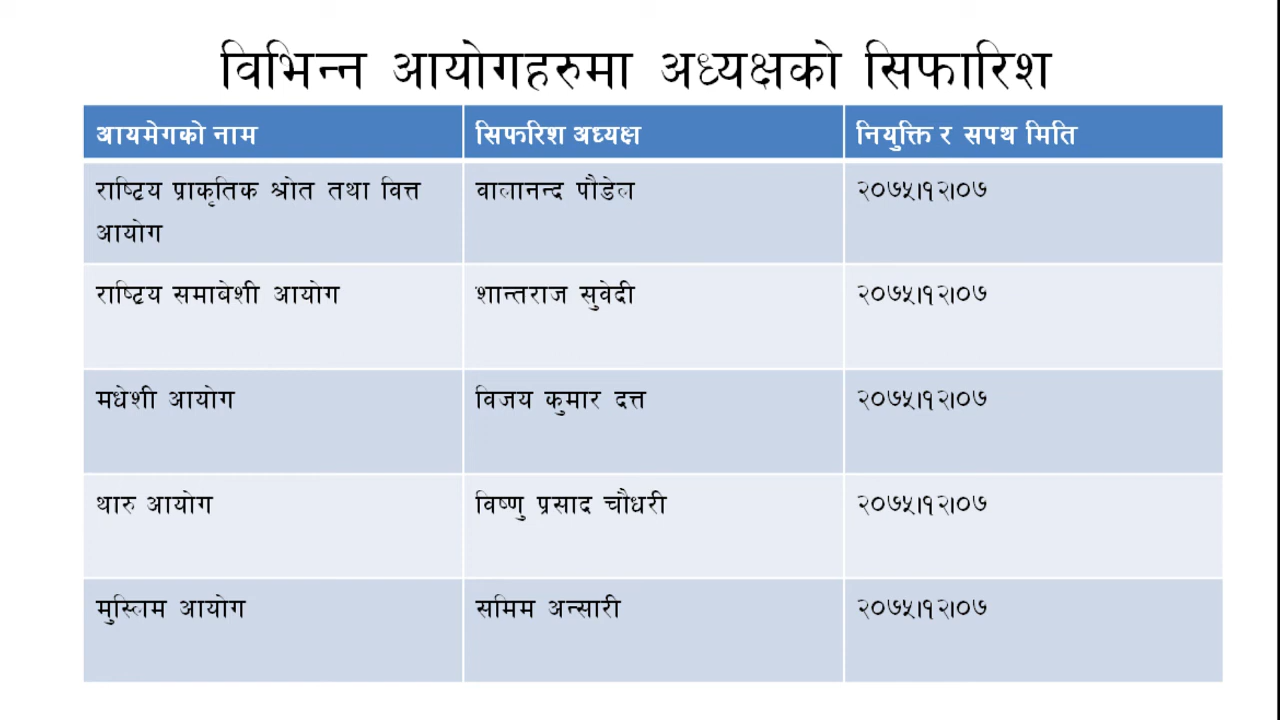 विभिन्न आयोगहरुमा अध्यक्षको सिफारिश
आयमेगको नाम सिफरिश अध्यक्ष नियुक्ति र सपथ मिति
राष्ट्रिय प्राकृतिक श्रोत तथा वित्त आयोग वालानन्द पौडेल २०७५।१२।०७
राष्ट्रिय समाबेशी आयोग शान्तराज सुवेदी २०७५।१२।०७
मधेशी आयोग विजय कुमार दत्त २०७५।१२।०७
थारु आयोग विष्णु प्रसाद चौधरी २०७५।१२।०७
मुस्लिम आयोग समिम अन्सारी २०७५।१२।०७